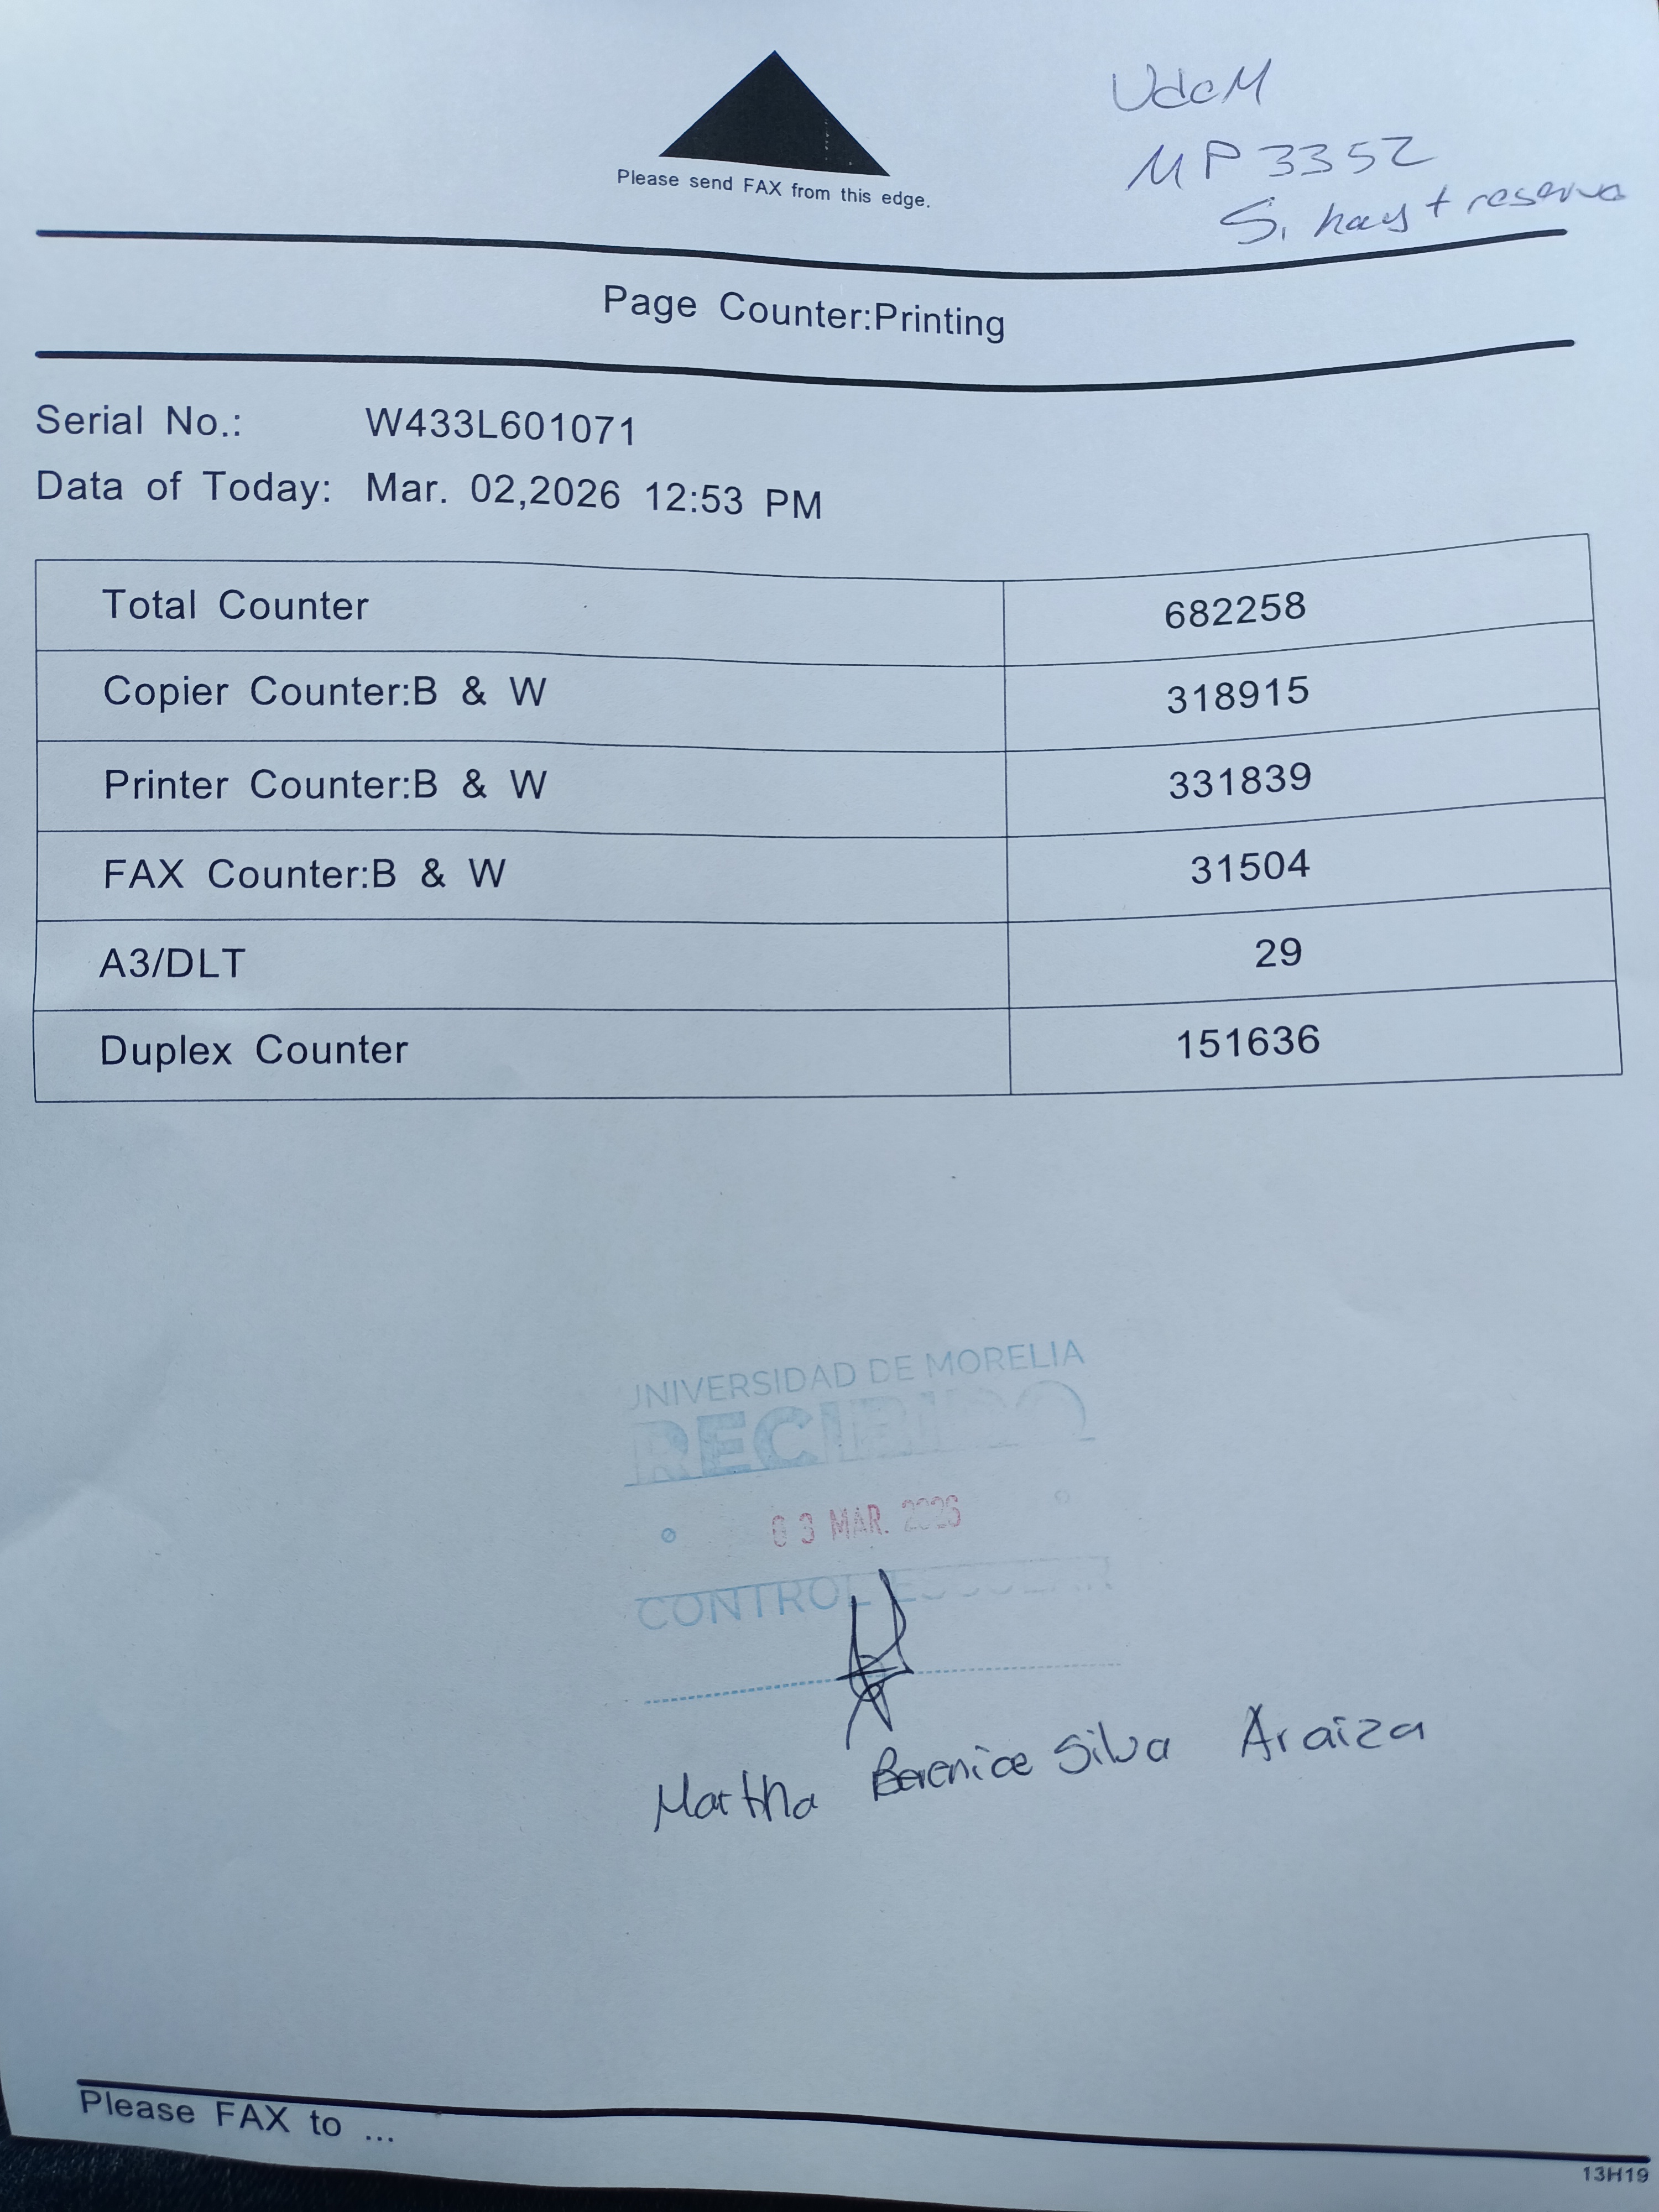 UdeM
MP 3352
Si hay + reserva
Please send FAX from this edge.
Page Counter:Printing
Serial No.: W433L601071
Data of Today: Mar. 02,2026 12:53 PM
Total Counter 682258
Copier Counter:B & W 318915
Printer Counter:B & W 331839
FAX Counter:B & W 31504
A3/DLT 29
Duplex Counter 151636
UNIVERSIDAD DE MORELIA
RECIBIDO
03 MAR. 2026
CONTROL ESCOLAR
Martha Berenice Silva Araiza
Please FAX to ...
13H19